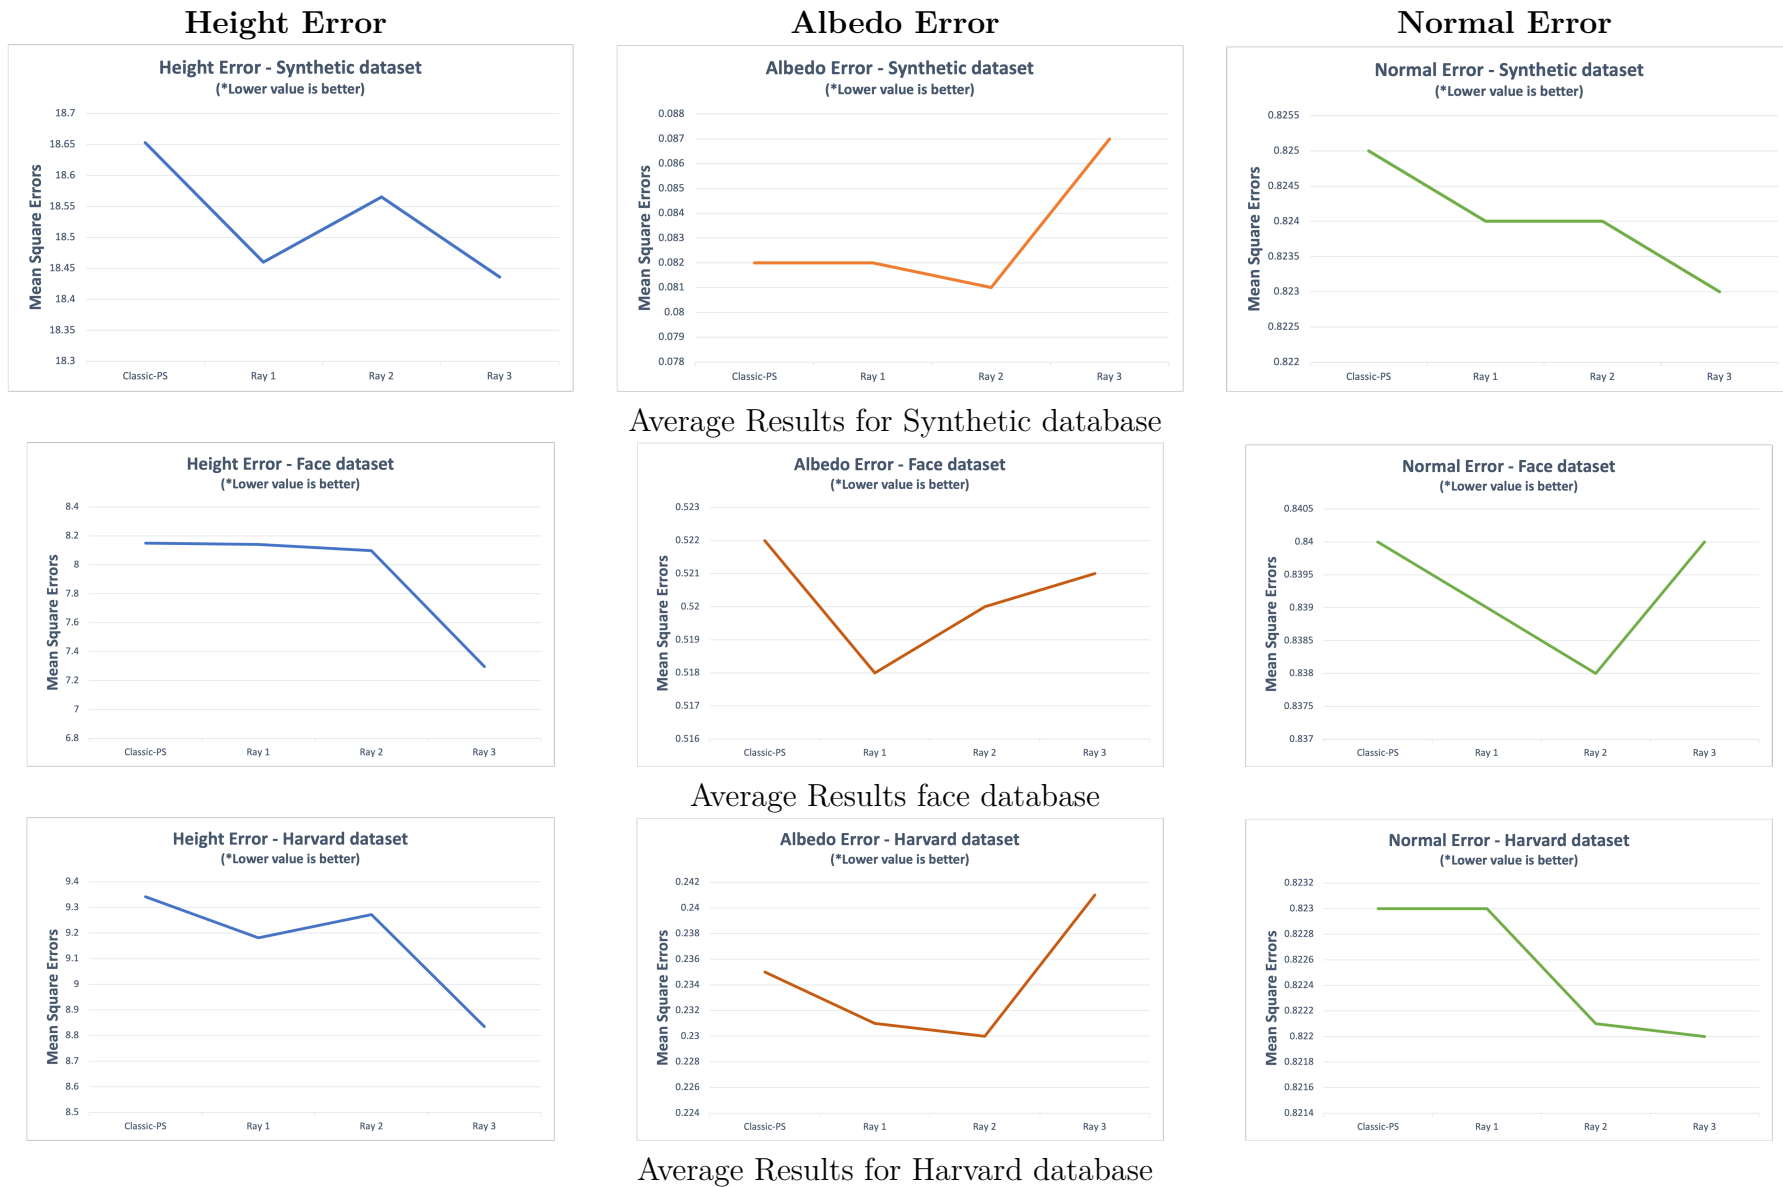 Height Error
Albedo Error
Normal Error
Height Error - Synthetic dataset
(*Lower value is better)
Mean Square Errors
18.7
18.65
18.6
18.55
18.5
18.45
18.4
18.35
18.3
Classic-PS
Ray 1
Ray 2
Ray 3
Albedo Error - Synthetic dataset
(*Lower value is better)
Mean Square Errors
0.088
0.087
0.086
0.085
0.084
0.083
0.082
0.081
0.08
0.079
0.078
Classic-PS
Ray 1
Ray 2
Ray 3
Normal Error - Synthetic dataset
(*Lower value is better)
Mean Square Errors
0.8255
0.825
0.8245
0.824
0.8235
0.823
0.8225
0.822
Classic-PS
Ray 1
Ray 2
Ray 3
Average Results for Synthetic database
Height Error - Face dataset
(*Lower value is better)
Mean Square Errors
8.4
8.2
8
7.8
7.6
7.4
7.2
7
6.8
Classic-PS
Ray 1
Ray 2
Ray 3
Albedo Error - Face dataset
(*Lower value is better)
Mean Square Errors
0.523
0.522
0.521
0.52
0.519
0.518
0.517
0.516
Classic-PS
Ray 1
Ray 2
Ray 3
Normal Error - Face dataset
(*Lower value is better)
Mean Square Errors
0.8405
0.84
0.8395
0.839
0.8385
0.838
0.8375
0.837
Classic-PS
Ray 1
Ray 2
Ray 3
Average Results face database
Height Error - Harvard dataset
(*Lower value is better)
Mean Square Errors
9.4
9.3
9.2
9.1
9
8.9
8.8
8.7
8.6
8.5
Classic-PS
Ray 1
Ray 2
Ray 3
Albedo Error - Harvard dataset
(*Lower value is better)
Mean Square Errors
0.242
0.24
0.238
0.236
0.234
0.232
0.23
0.228
0.226
0.224
Classic-PS
Ray 1
Ray 2
Ray 3
Normal Error - Harvard dataset
(*Lower value is better)
Mean Square Errors
0.8232
0.823
0.8228
0.8226
0.8224
0.8222
0.822
0.8218
0.8216
0.8214
Classic-PS
Ray 1
Ray 2
Ray 3
Average Results for Harvard database